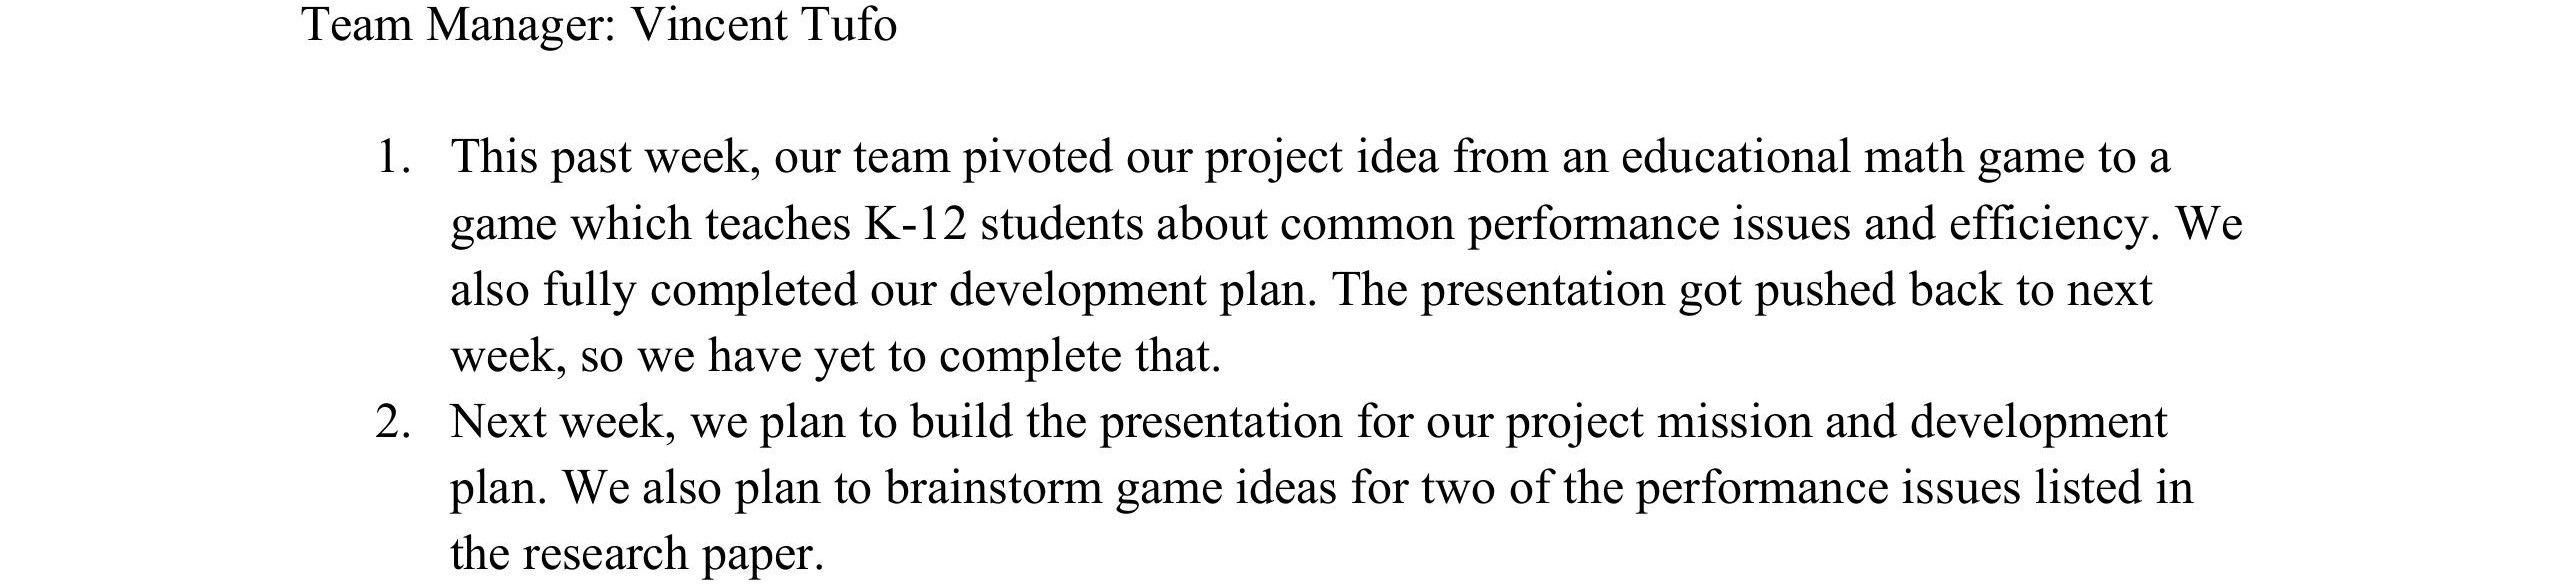 Team Manager: Vincent Tufo
1. This past week, our team pivoted our project idea from an educational math game to a
game which teaches K-12 students about common performance issues and efficiency. We
also fully completed our development plan. The presentation got pushed back to next
week, so we have yet to complete that.
2. Next week, we plan to build the presentation for our project mission and development
plan. We also plan to brainstorm game ideas for two of the performance issues listed in
the research paper.